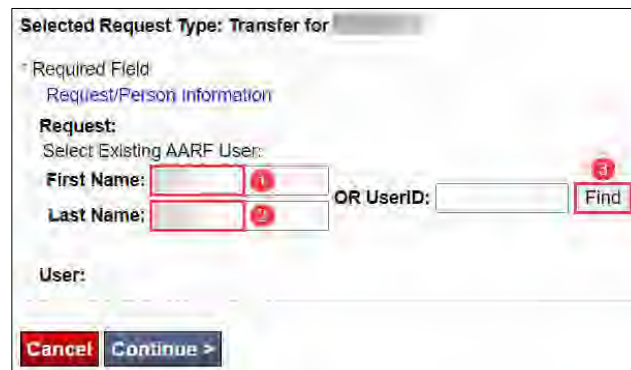 Selected Request Type: Transfer for
* Required Field
Request/Person Information
Request:
Select Existing AARF User:
First Name: 1
OR UserID: Find 3
Last Name: 2
User:
Cancel Continue >